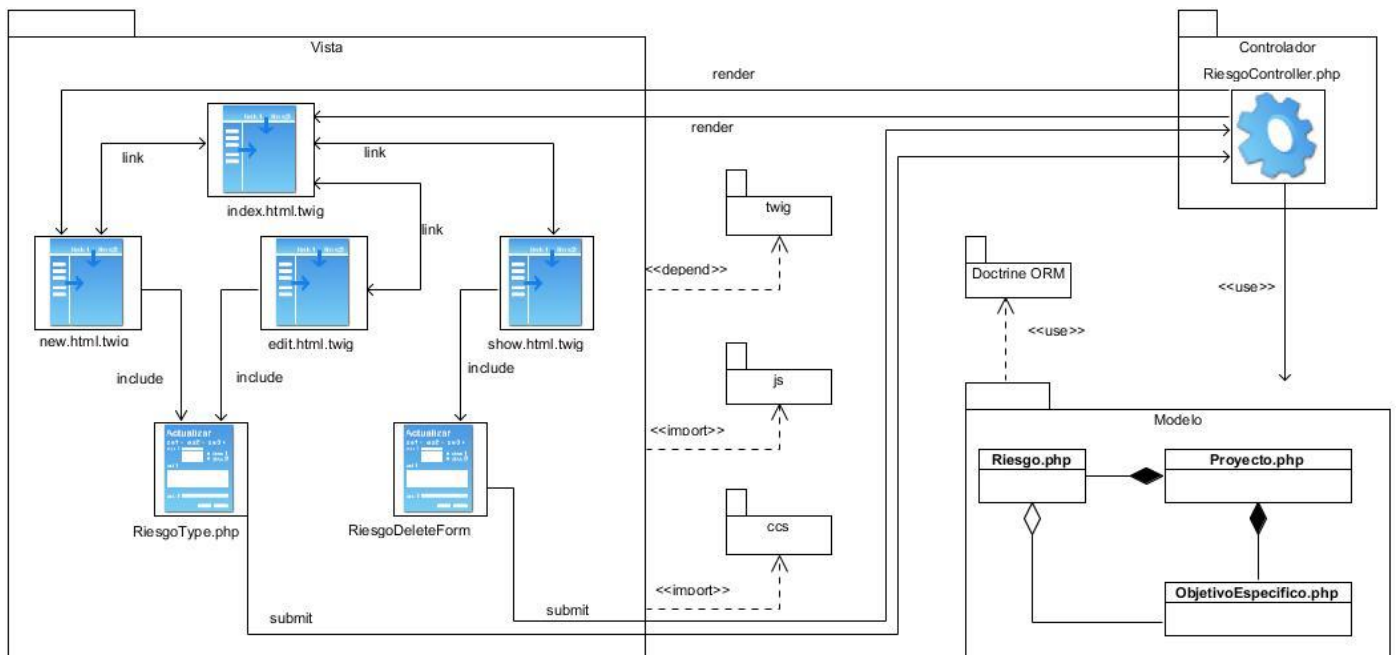 Vista
Controlador
RiesgoController.php
render
render
link
link
index.html.twig
link
twig
<<depend>>
Doctrine ORM
<<use>>
<<use>>
new.html.twig
edit.html.twig
show.html.twig
include
include
include
js
<<import>>
Modelo
Actualizar
Actualizar
Riesgo.php
Proyecto.php
RiesgoType.php
RiesgoDeleteForm
ccs
<<import>>
ObjetivoEspecifico.php
submit
submit